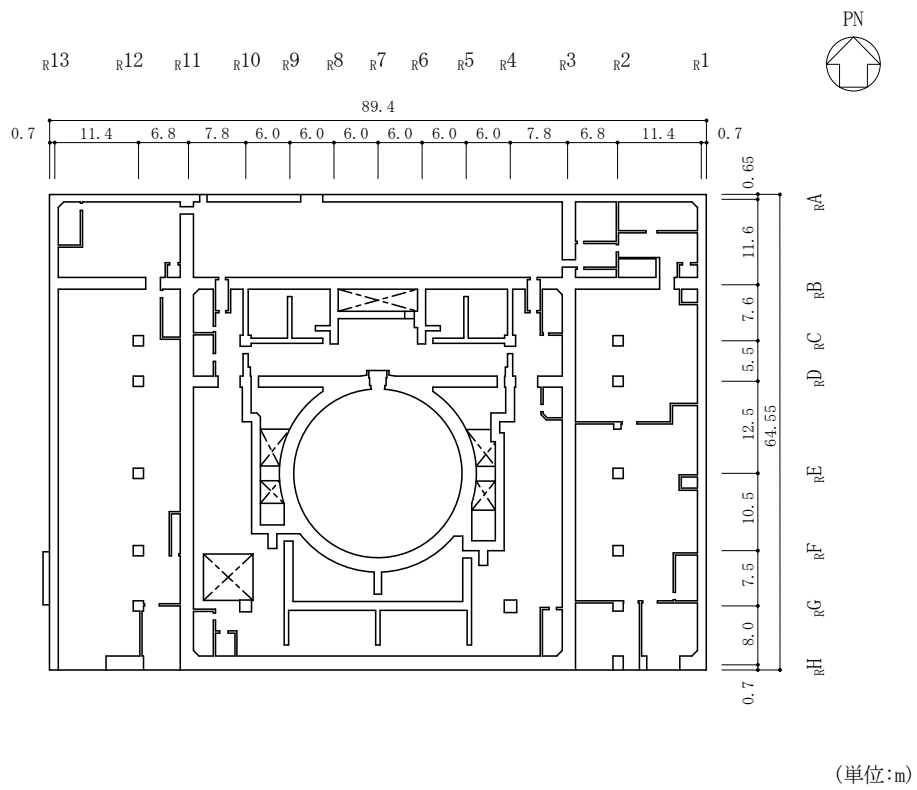 PN
R13 R12 R11 R10 R9 R8 R7 R6 R5 R4 R3 R2 R1
89.4
0.7 11.4 6.8 7.8 6.0 6.0 6.0 6.0 6.0 6.0 7.8 6.8 11.4 0.7
0.65
RA
11.6
RB
7.6
RC
5.5
RD
12.5
64.55
RE
10.5
RF
7.5
RG
8.0
RH
0.7
(単位:m)